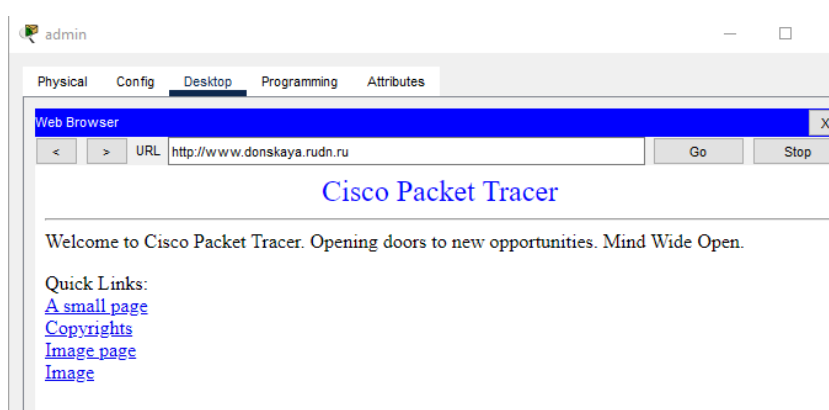 admin
Physical Config Desktop Programming Attributes
Web Browser X
< > URL http://www.donskaya.rudn.ru Go Stop
Cisco Packet Tracer
Welcome to Cisco Packet Tracer. Opening doors to new opportunities. Mind Wide Open.
Quick Links:
A small page
Copyrights
Image page
Image